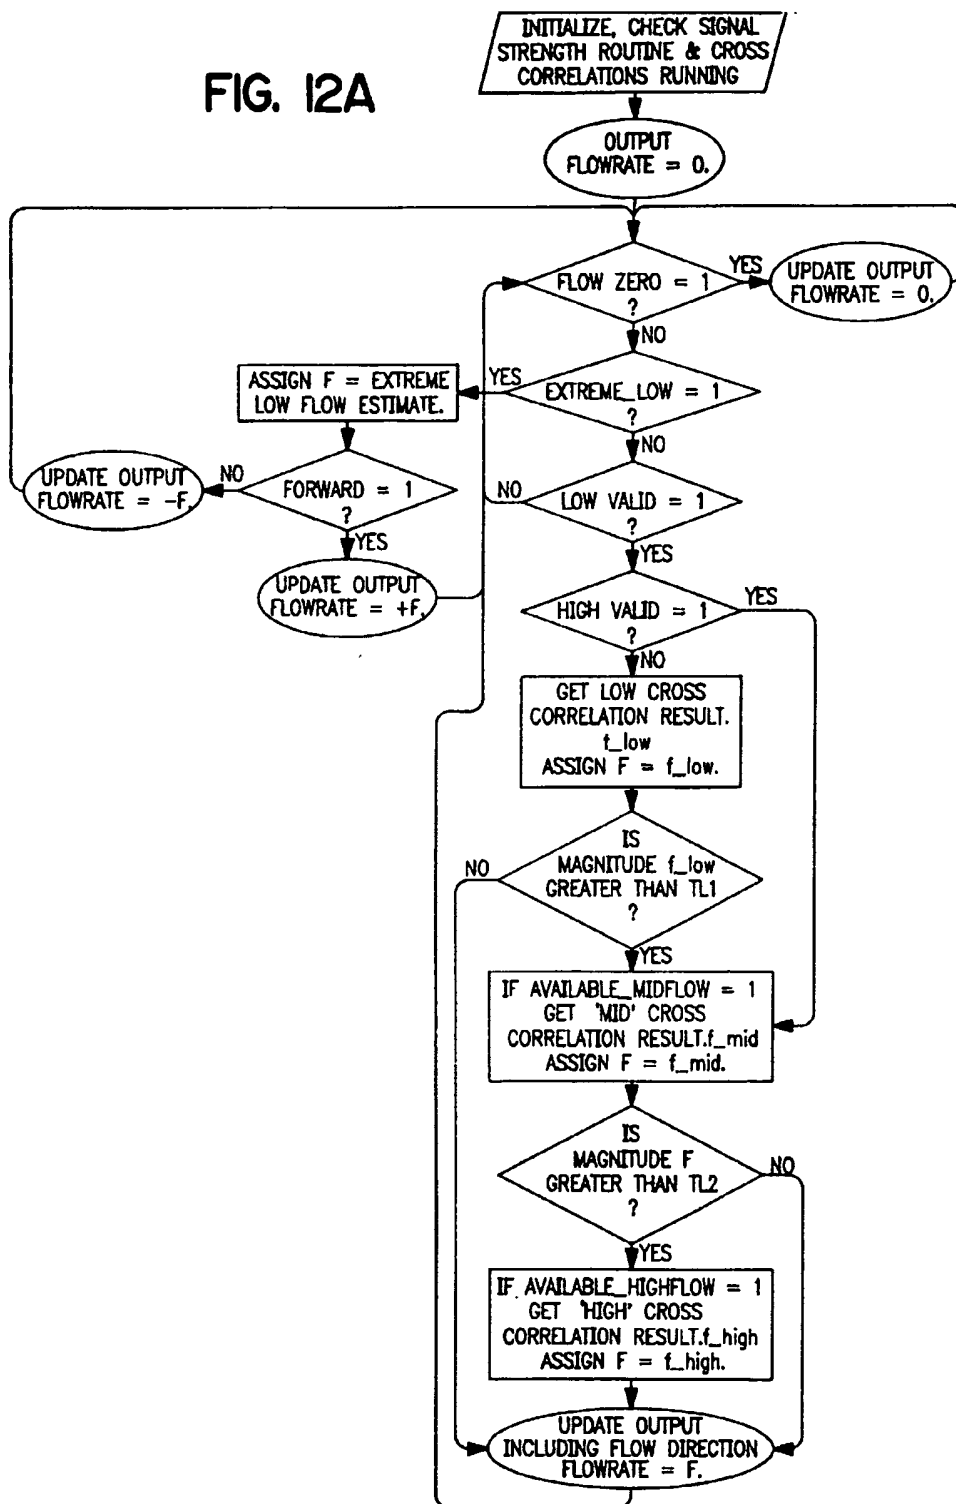 FIG. 12A
INITIALIZE, CHECK SIGNAL
STRENGTH ROUTINE & CROSS
CORRELATIONS RUNNING
OUTPUT
FLOWRATE = 0.
FLOW ZERO = 1
?
YES
UPDATE OUTPUT
FLOWRATE = 0.
NO
EXTREME_LOW = 1
?
YES
ASSIGN F = EXTREME
LOW FLOW ESTIMATE.
FORWARD = 1
?
NO
UPDATE OUTPUT
FLOWRATE = -F.
YES
UPDATE OUTPUT
FLOWRATE = +F.
NO
LOW VALID = 1
?
NO
YES
HIGH VALID = 1
?
YES
NO
GET LOW CROSS
CORRELATION RESULT.
f_low
ASSIGN F = f_low.
IS
MAGNITUDE f_low
GREATER THAN TL1
?
NO
YES
IF AVAILABLE_MIDFLOW = 1
GET 'MID' CROSS
CORRELATION RESULT.f_mid
ASSIGN F = f_mid.
IS
MAGNITUDE F
GREATER THAN TL2
?
NO
YES
IF AVAILABLE_HIGHFLOW = 1
GET 'HIGH' CROSS
CORRELATION RESULT.f_high
ASSIGN F = f_high.
UPDATE OUTPUT
INCLUDING FLOW DIRECTION
FLOWRATE = F.